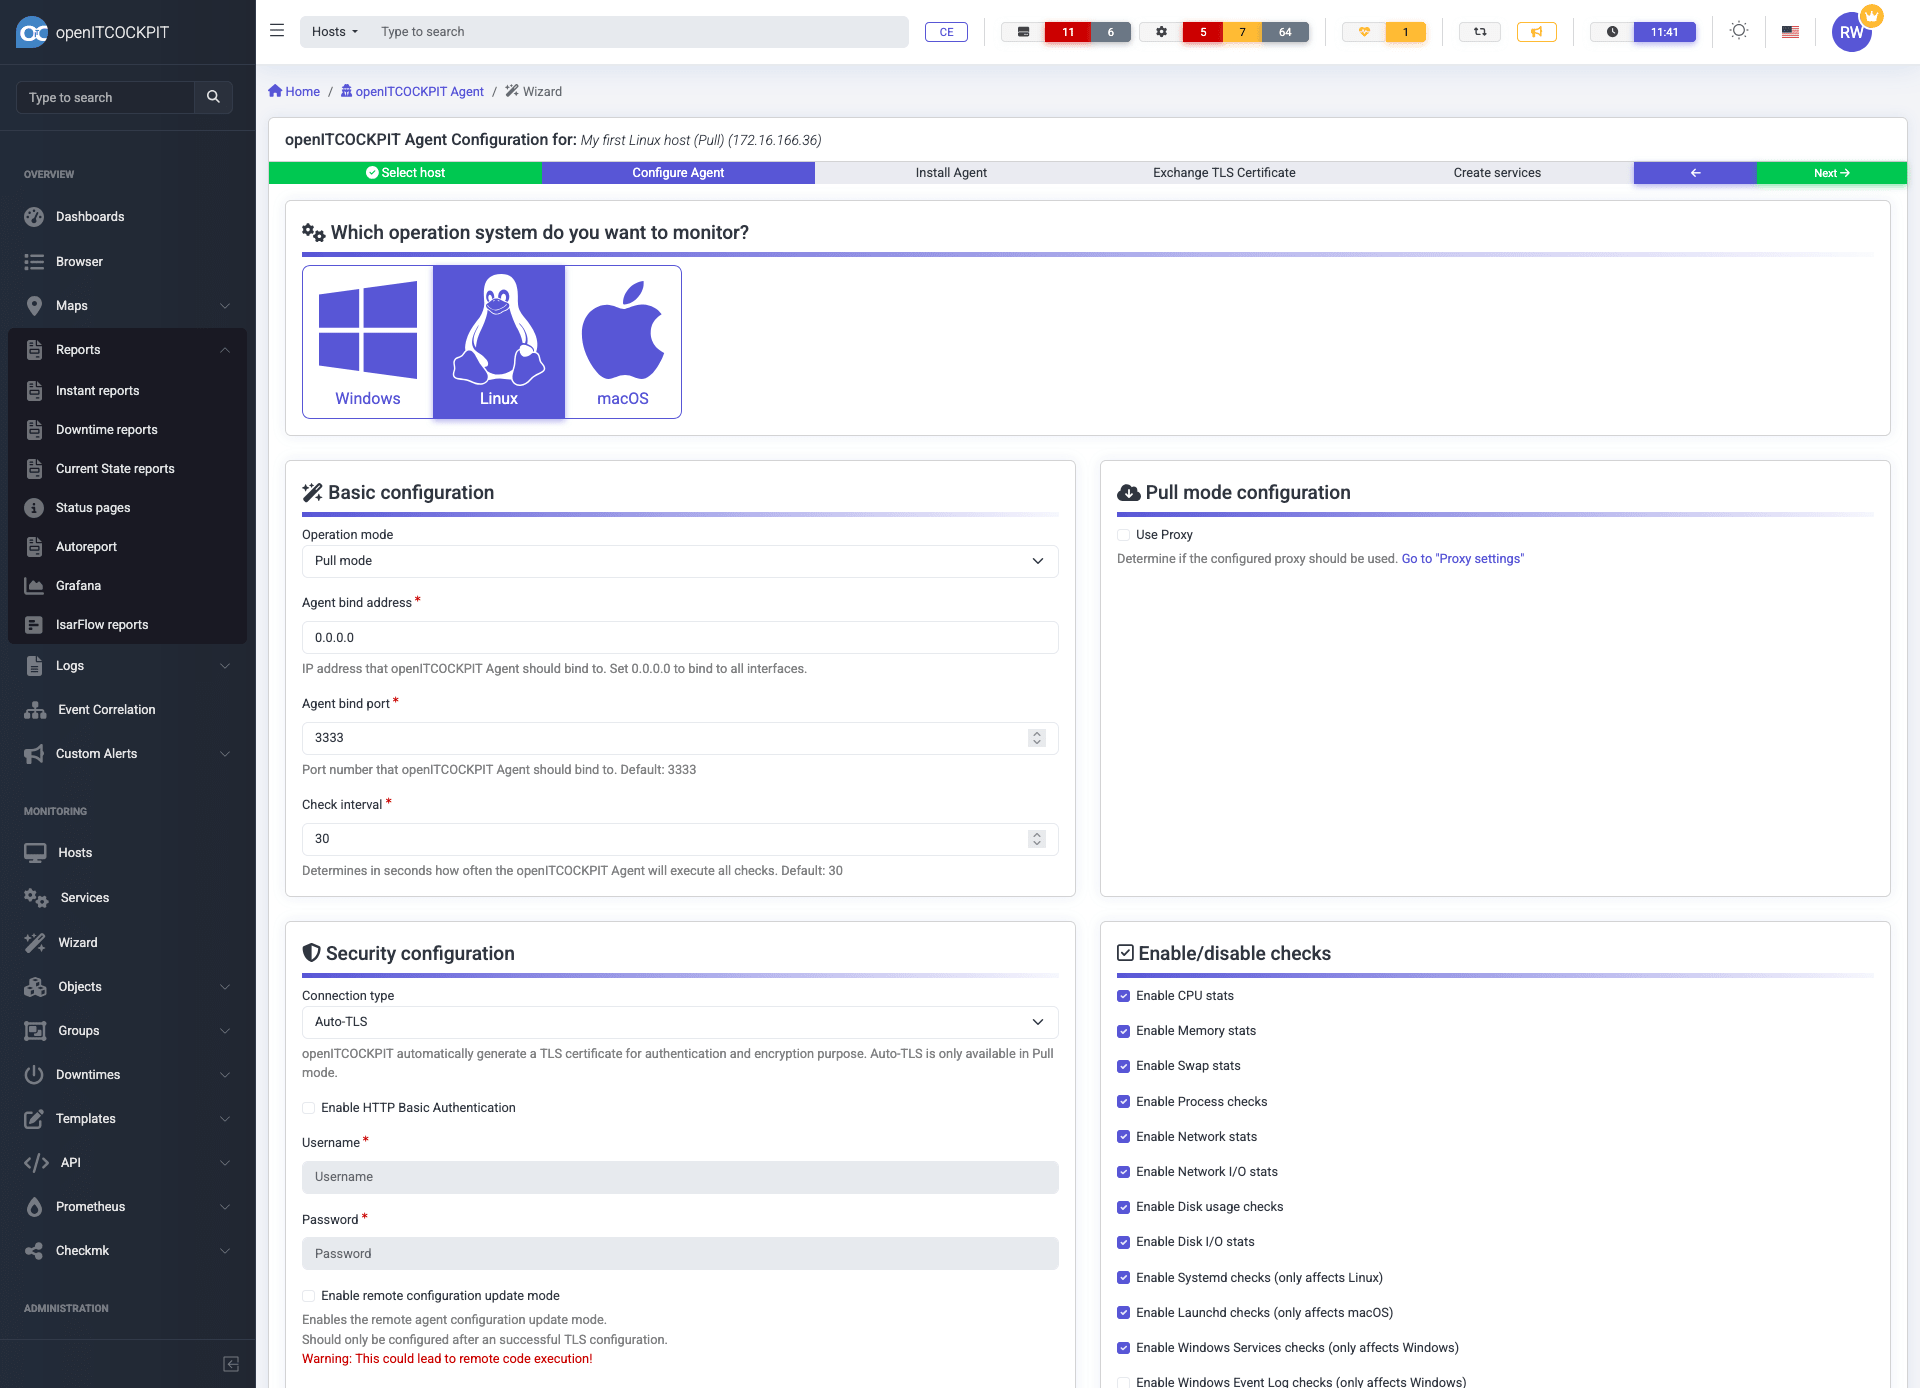 openITCOCKPIT
Hosts
Type to search
CE
11
6
5
7
64
1
11:41
RW
Type to search
OVERVIEW
Dashboards
Browser
Maps
Reports
Instant reports
Downtime reports
Current State reports
Status pages
Autoreport
Grafana
IsarFlow reports
Logs
Event Correlation
Custom Alerts
MONITORING
Hosts
Services
Wizard
Objects
Groups
Downtimes
Templates
API
Prometheus
Checkmk
ADMINISTRATION
Home / openITCOCKPIT Agent / Wizard
openITCOCKPIT Agent Configuration for: My first Linux host (Pull) (172.16.166.36)
Select host
Configure Agent
Install Agent
Exchange TLS Certificate
Create services
Next
Which operation system do you want to monitor?
Windows
Linux
macOS
Basic configuration
Operation mode
Pull mode
Agent bind address *
0.0.0.0
IP address that openITCOCKPIT Agent should bind to. Set 0.0.0.0 to bind to all interfaces.
Agent bind port *
3333
Port number that openITCOCKPIT Agent should bind to. Default: 3333
Check interval *
30
Determines in seconds how often the openITCOCKPIT Agent will execute all checks. Default: 30
Pull mode configuration
Use Proxy
Determine if the configured proxy should be used. Go to "Proxy settings"
Security configuration
Connection type
Auto-TLS
openITCOCKPIT automatically generate a TLS certificate for authentication and encryption purpose. Auto-TLS is only available in Pull
mode.
Enable HTTP Basic Authentication
Username *
Username
Password *
Password
Enable remote configuration update mode
Enables the remote agent configuration update mode.
Should only be configured after an successful TLS configuration.
Warning: This could lead to remote code execution!
Enable/disable checks
Enable CPU stats
Enable Memory stats
Enable Swap stats
Enable Process checks
Enable Network stats
Enable Network I/O stats
Enable Disk usage checks
Enable Disk I/O stats
Enable Systemd checks (only affects Linux)
Enable Launchd checks (only affects macOS)
Enable Windows Services checks (only affects Windows)
Enable Windows Event Log checks (only affects Windows)